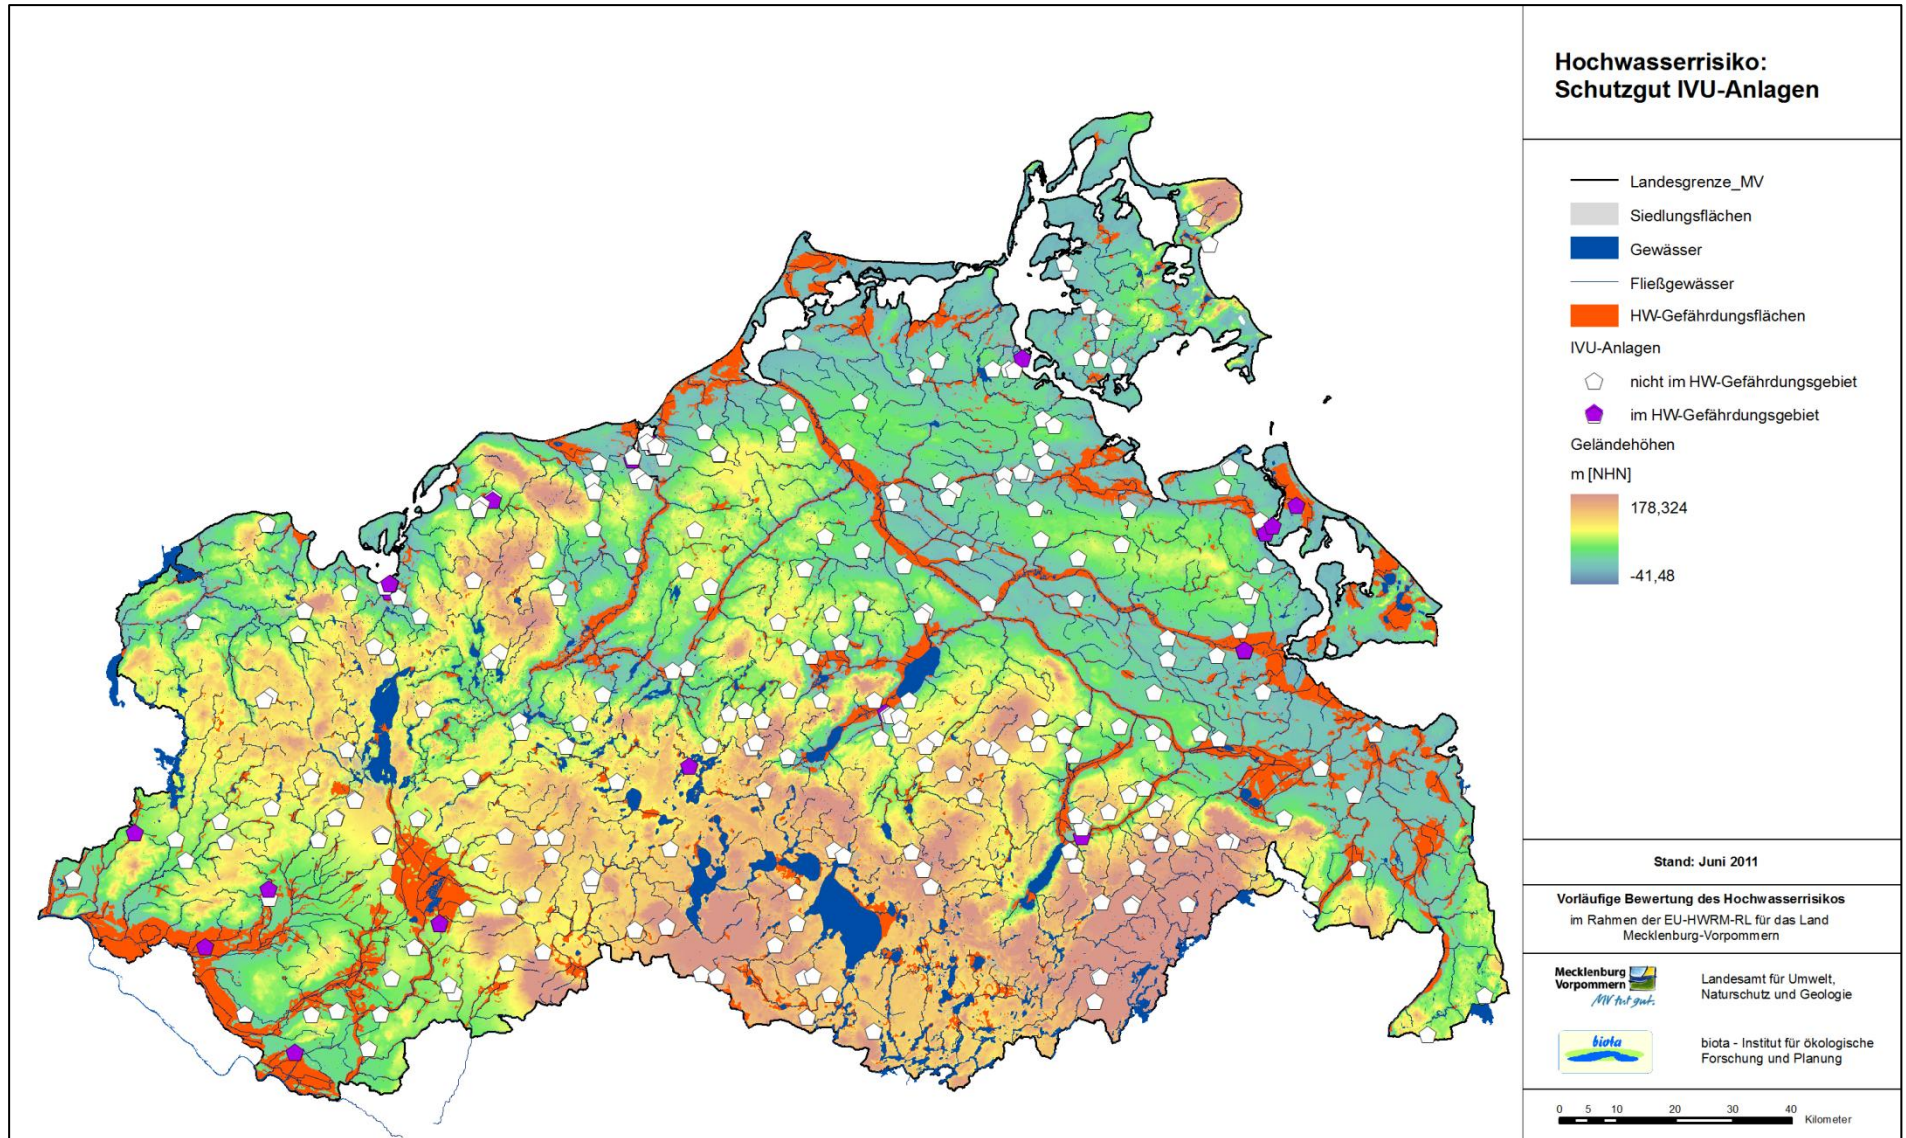 Hochwasserrisiko:
Schutzgut IVU-Anlagen
Landesgrenze_MV
Siedlungsflächen
Gewässer
Fließgewässer
HW-Gefährdungsflächen
IVU-Anlagen
nicht im HW-Gefährdungsgebiet
im HW-Gefährdungsgebiet
Geländehöhen
m [NHN]
178,324
-41,48
Stand: Juni 2011
Vorläufige Bewertung des Hochwasserrisikos
im Rahmen der EU-HWRM-RL für das Land
Mecklenburg-Vorpommern
Mecklenburg
Vorpommern
MV tut gut.
Landesamt für Umwelt,
Naturschutz und Geologie
biota
biota - Institut für ökologische
Forschung und Planung
0 5 10 20 30 40
Kilometer